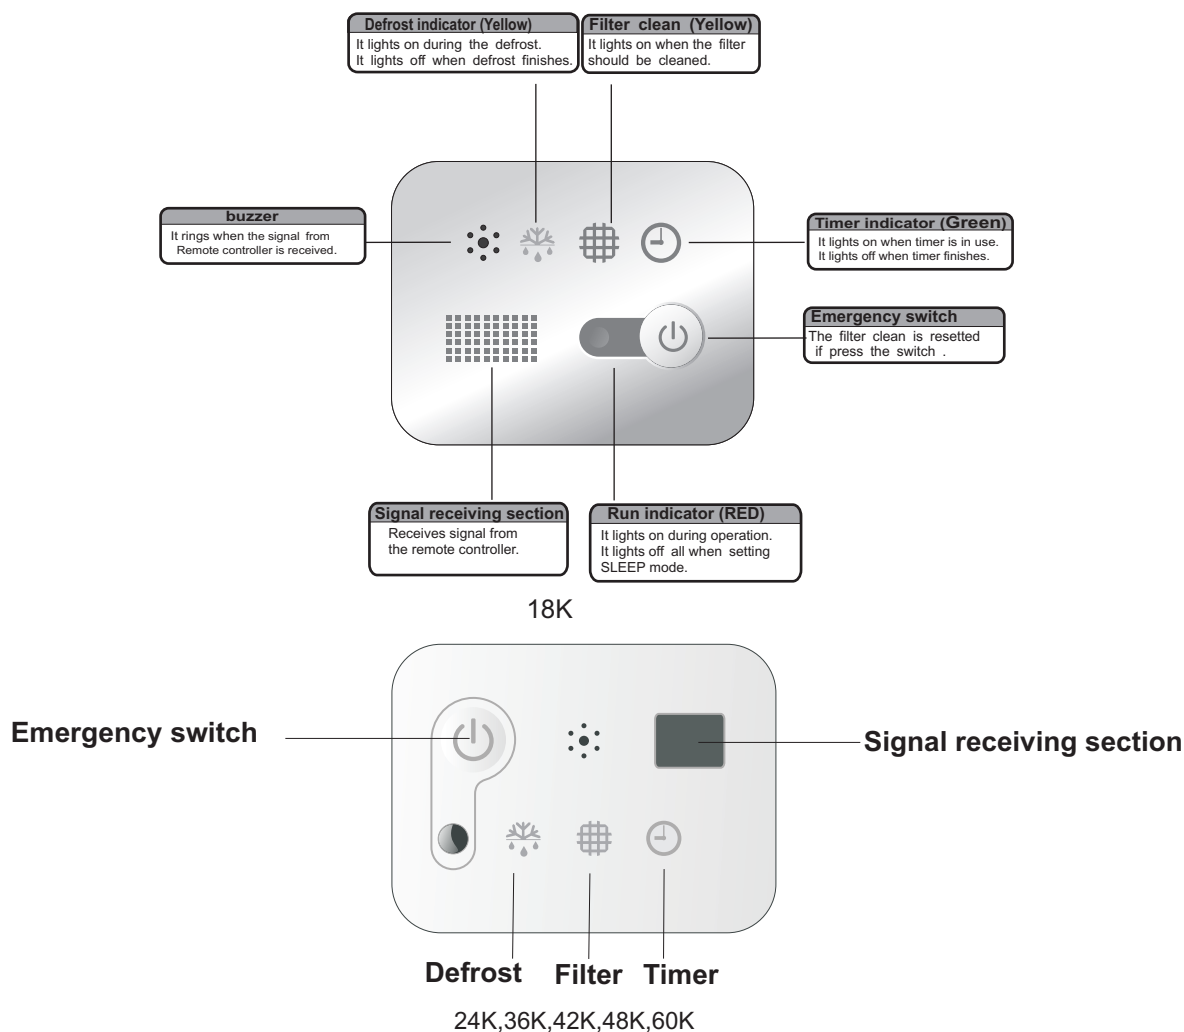 Defrost indicator (Yellow)
It lights on during the defrost.
It lights off when defrost finishes.
Filter clean (Yellow)
It lights on when the filter
should be cleaned.
buzzer
It rings when the signal from
Remote controller is received.
Timer indicator (Green)
It lights on when timer is in use.
It lights off when timer finishes.
Emergency switch
The filter clean is resetted
if press the switch .
Signal receiving section
Receives signal from
the remote controller.
Run indicator (RED)
It lights on during operation.
It lights off all when setting
SLEEP mode.
18K
Emergency switch
Signal receiving section
Defrost
Filter
Timer
24K,36K,42K,48K,60K